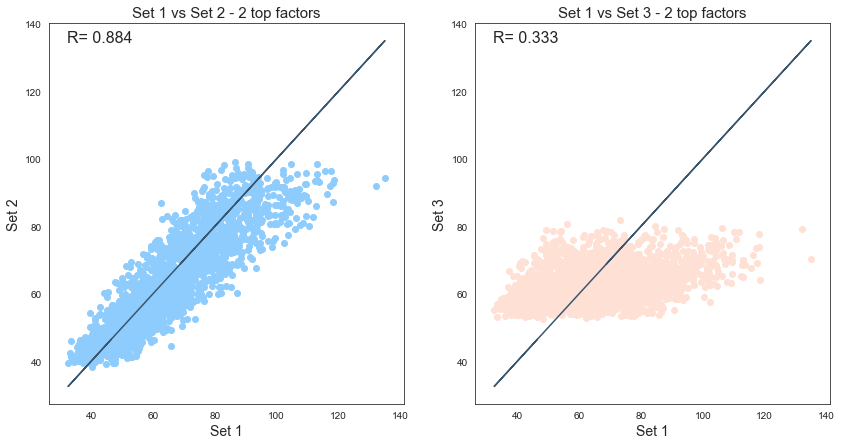 Set 1 vs Set 2 - 2 top factors
R= 0.884
140
120
100
80
60
40
Set 2
40 60 80 100 120 140
Set 1
Set 1 vs Set 3 - 2 top factors
R= 0.333
140
120
100
80
60
40
Set 3
40 60 80 100 120 140
Set 1